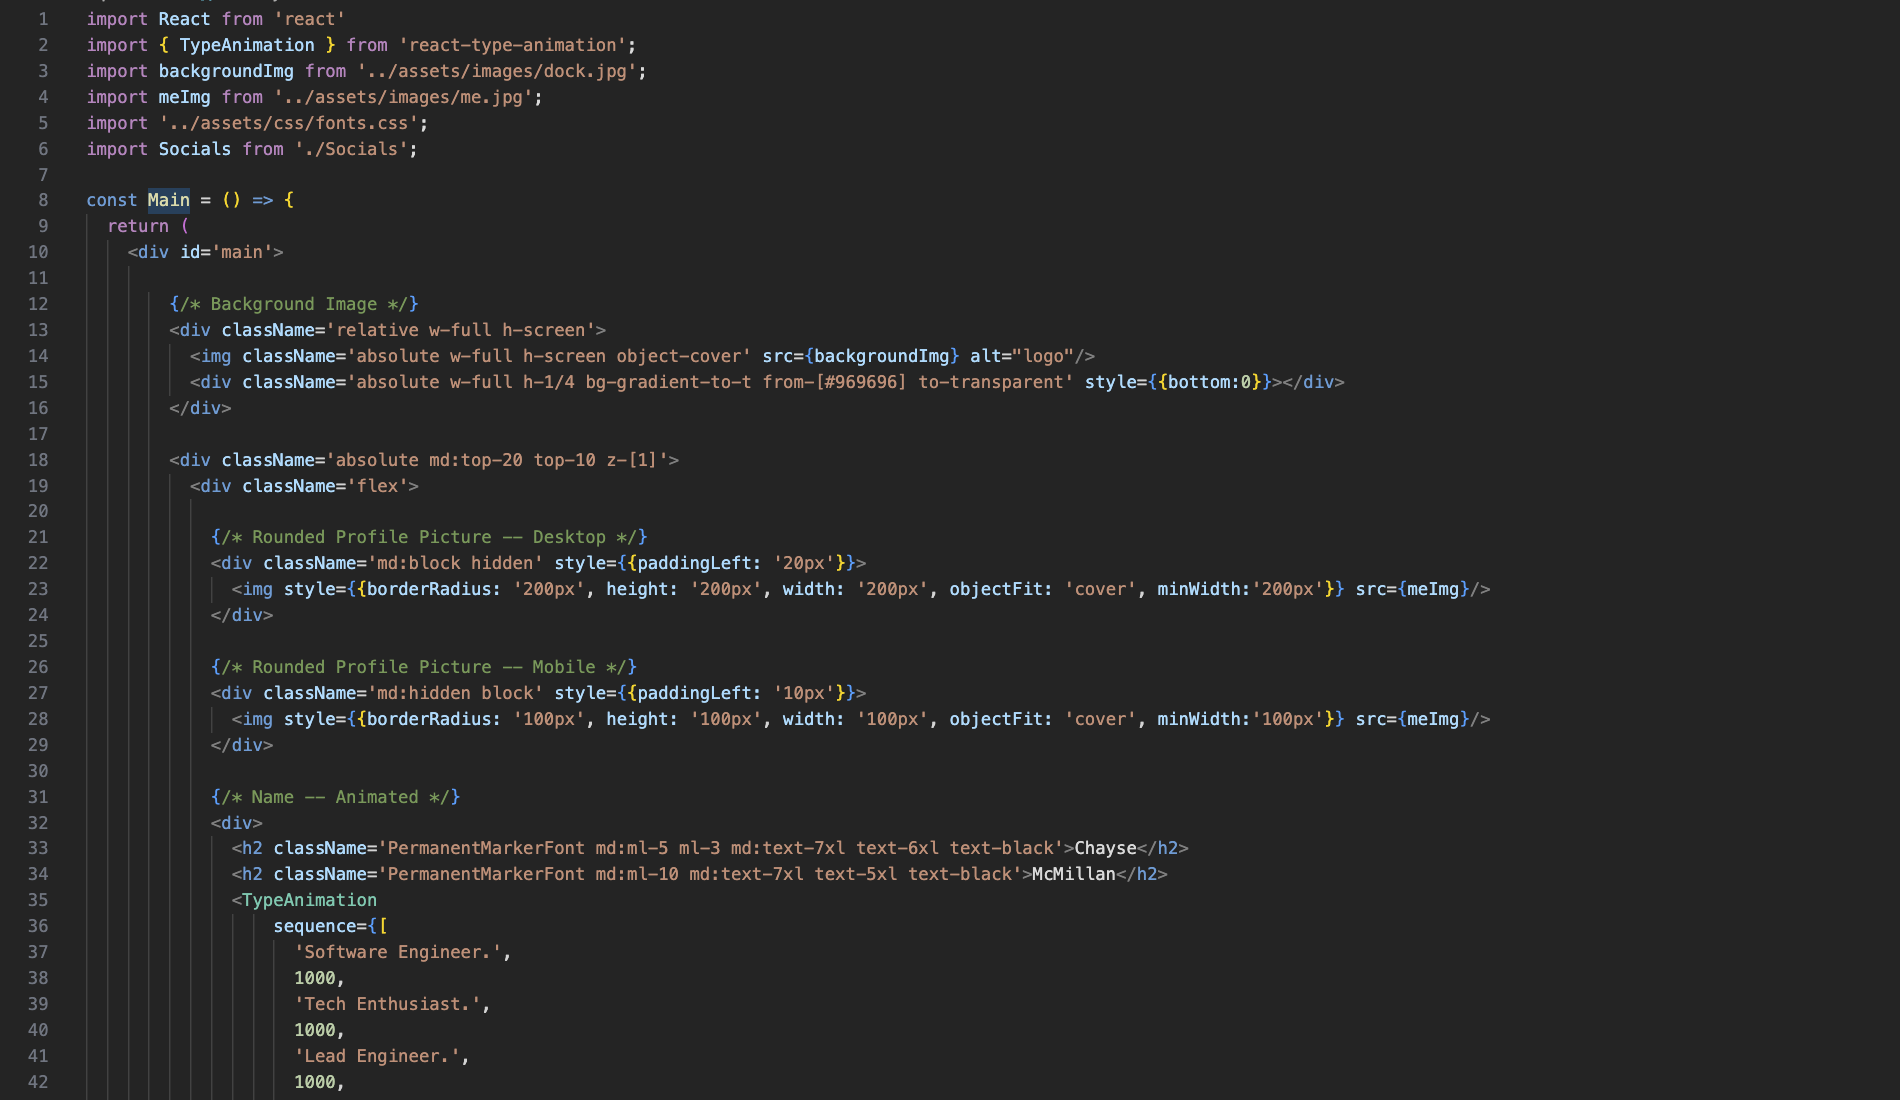 1 import React from 'react'
2 import { TypeAnimation } from 'react-type-animation';
3 import backgroundImg from '../assets/images/dock.jpg';
4 import meImg from '../assets/images/me.jpg';
5 import '../assets/css/fonts.css';
6 import Socials from './Socials';
7
8 const Main = () => {
9 return (
10 <div id='main'>
11
12 {/* Background Image */}
13 <div className='relative w-full h-screen'>
14 <img className='absolute w-full h-screen object-cover' src={backgroundImg} alt="logo"/>
15 <div className='absolute w-full h-1/4 bg-gradient-to-t from-[#969696] to-transparent' style={{bottom:0}}></div>
16 </div>
17
18 <div className='absolute md:top-20 top-10 z-[1]'>
19 <div className='flex'>
20
21 {/* Rounded Profile Picture -- Desktop */}
22 <div className='md:block hidden' style={{paddingLeft: '20px'}}>
23 <img style={{borderRadius: '200px', height: '200px', width: '200px', objectFit: 'cover', minWidth:'200px'}} src={meImg}/>
24 </div>
25
26 {/* Rounded Profile Picture -- Mobile */}
27 <div className='md:hidden block' style={{paddingLeft: '10px'}}>
28 <img style={{borderRadius: '100px', height: '100px', width: '100px', objectFit: 'cover', minWidth:'100px'}} src={meImg}/>
29 </div>
30
31 {/* Name -- Animated */}
32 <div>
33 <h2 className='PermanentMarkerFont md:ml-5 ml-3 md:text-7xl text-6xl text-black'>Chayse</h2>
34 <h2 className='PermanentMarkerFont md:ml-10 md:text-7xl text-5xl text-black'>McMillan</h2>
35 <TypeAnimation
36 sequence={[
37 'Software Engineer.',
38 1000,
39 'Tech Enthusiast.',
40 1000,
41 'Lead Engineer.',
42 1000,